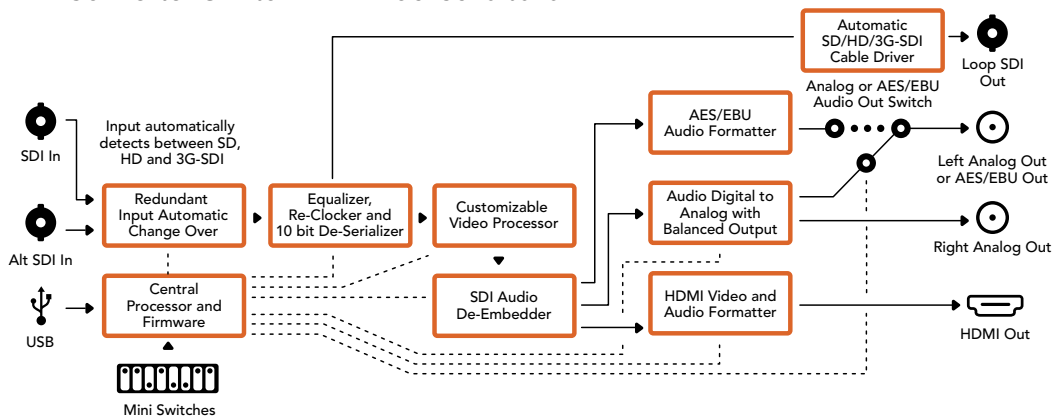 Automatic
SD/HD/3G-SDI
Cable Driver
Loop SDI
Out
Analog or AES/EBU
Audio Out Switch
SDI In
Input automatically
detects between SD,
HD and 3G-SDI
AES/EBU
Audio Formatter
Left Analog Out
or AES/EBU Out
Redundant
Input Automatic
Change Over
Equalizer,
Re-Clocker and
10 bit De-Serializer
Customizable
Video Processor
Audio Digital to
Analog with
Balanced Output
Alt SDI In
Right Analog Out
Central
Processor and
Firmware
SDI Audio
De-Embedder
HDMI Video and
Audio Formatter
USB
HDMI Out
Mini Switches